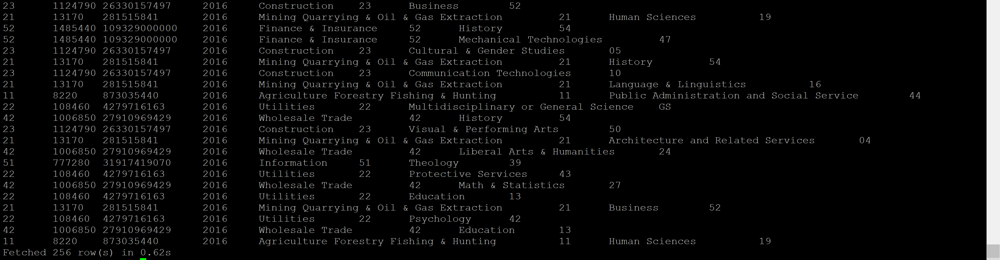 23 1124790 26330157497 2016 Construction 23 Business 52
21 13170 281515841 2016 Mining Quarrying & Oil & Gas Extraction 21 Human Sciences 19
52 1485440 109329000000 2016 Finance & Insurance 52 History 54
52 1485440 109329000000 2016 Finance & Insurance 52 Mechanical Technologies 47
23 1124790 26330157497 2016 Construction 23 Cultural & Gender Studies 05
21 13170 281515841 2016 Mining Quarrying & Oil & Gas Extraction 21 History 54
23 1124790 26330157497 2016 Construction 23 Communication Technologies 10
21 13170 281515841 2016 Mining Quarrying & Oil & Gas Extraction 21 Language & Linguistics 16
11 8220 873035440 2016 Agriculture Forestry Fishing & Hunting 11 Public Administration and Social Service 44
22 108460 4279716163 2016 Utilities 22 Multidisciplinary or General Science GS
42 1006850 27910969429 2016 Wholesale Trade 42 History 54
23 1124790 26330157497 2016 Construction 23 Visual & Performing Arts 50
21 13170 281515841 2016 Mining Quarrying & Oil & Gas Extraction 21 Architecture and Related Services 04
42 1006850 27910969429 2016 Wholesale Trade 42 Liberal Arts & Humanities 24
51 777280 31917419070 2016 Information 51 Theology 39
22 108460 4279716163 2016 Utilities 22 Protective Services 43
42 1006850 27910969429 2016 Wholesale Trade 42 Math & Statistics 27
22 108460 4279716163 2016 Utilities 22 Education 13
21 13170 281515841 2016 Mining Quarrying & Oil & Gas Extraction 21 Business 52
22 108460 4279716163 2016 Utilities 22 Psychology 42
42 1006850 27910969429 2016 Wholesale Trade 42 Education 13
11 8220 873035440 2016 Agriculture Forestry Fishing & Hunting 11 Human Sciences 19
Fetched 256 row(s) in 0.62s